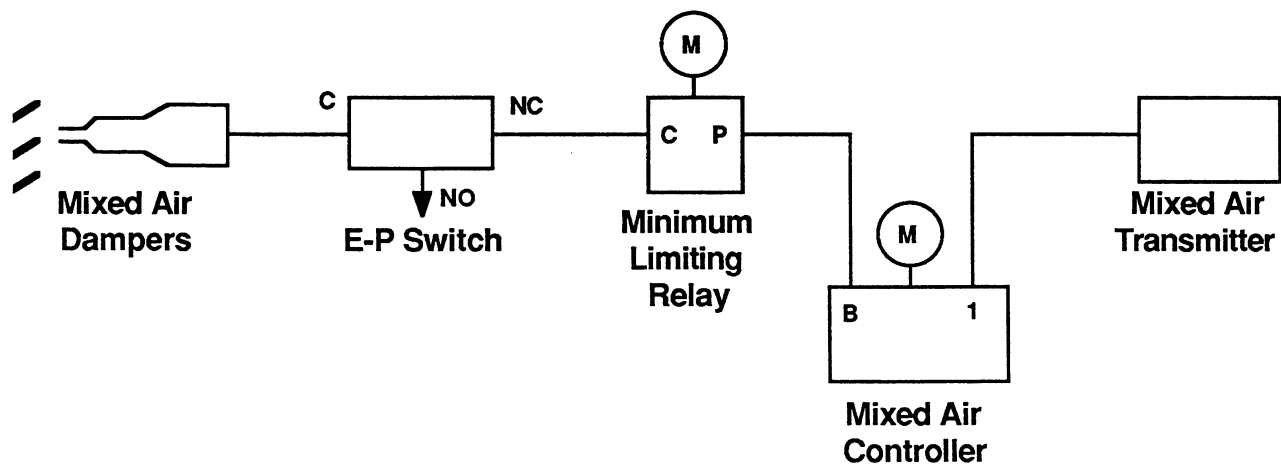 M
C
NC
C P
NO
Mixed Air
Dampers
E-P Switch
Minimum
Limiting
Relay
M
B 1
Mixed Air
Controller
Mixed Air
Transmitter